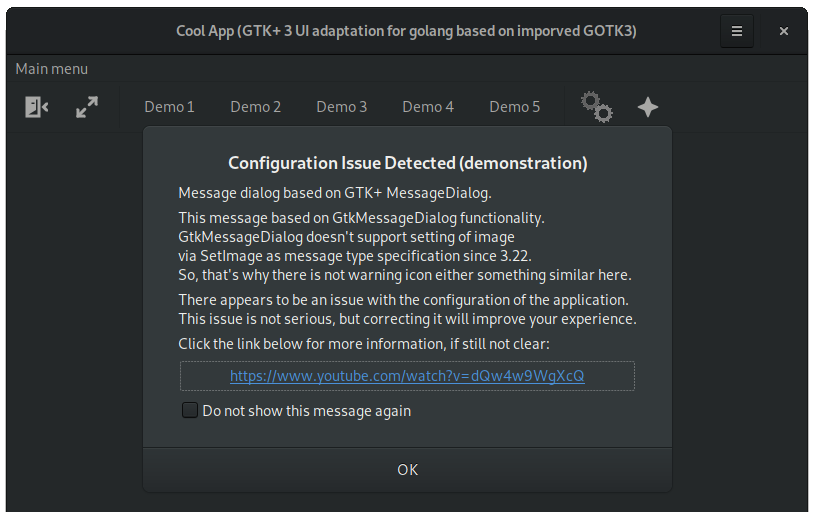 Cool App (GTK+ 3 UI adaptation for golang based on imporved GOTK3)
Main menu
Demo 1 Demo 2 Demo 3 Demo 4 Demo 5
Configuration Issue Detected (demonstration)
Message dialog based on GTK+ MessageDialog.
This message based on GtkMessageDialog functionality.
GtkMessageDialog doesn't support setting of image
via SetImage as message type specification since 3.22.
So, that's why there is not warning icon either something similar here.
There appears to be an issue with the configuration of the application.
This issue is not serious, but correcting it will improve your experience.
Click the link below for more information, if still not clear:
https://www.youtube.com/watch?v=dQw4w9WgXcQ
Do not show this message again
OK